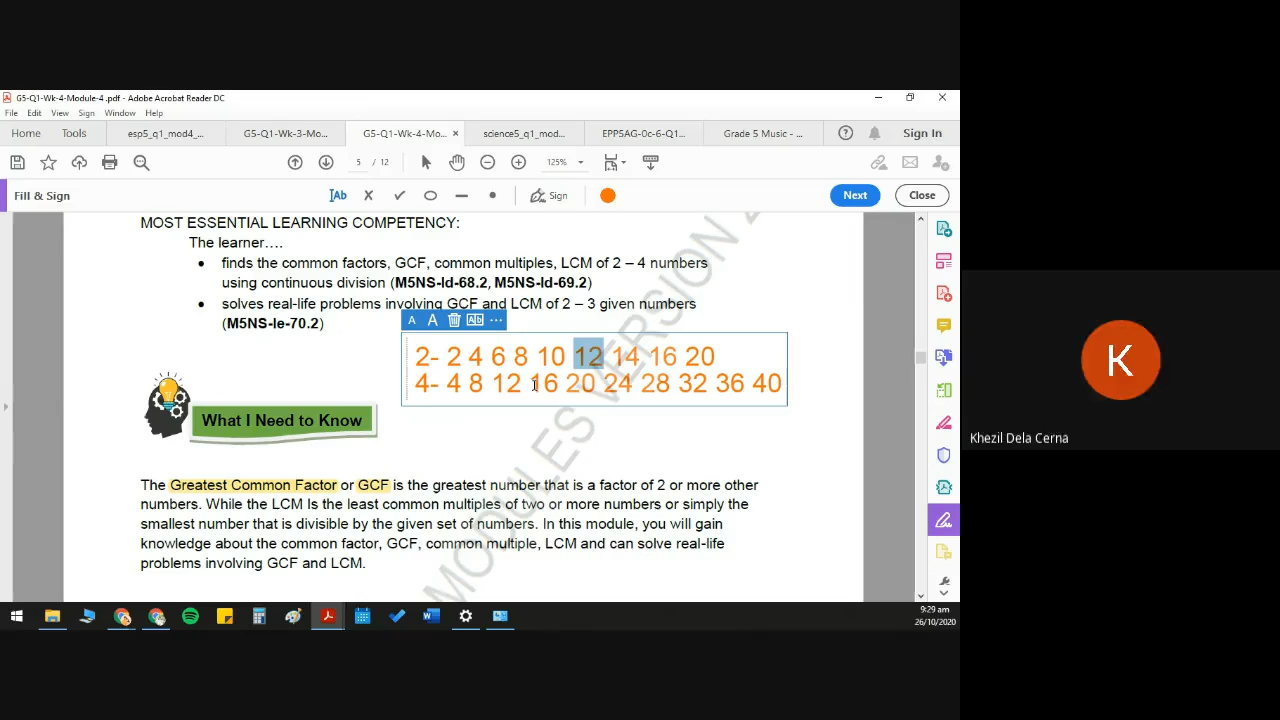 G5-Q1-Wk-4-Module-4 .pdf - Adobe Acrobat Reader DC
File Edit View Sign Window Help
Home Tools esp5_q1_mod4_... G5-Q1-Wk-3-Mo... G5-Q1-Wk-4-Mo... × science5_q1_mod... EPP5AG-0c-6-Q1... Grade 5 Music - ... Sign In
5 / 12 125%
Fill & Sign Ab Sign Next Close
MOST ESSENTIAL LEARNING COMPETENCY:
The learner….
• finds the common factors, GCF, common multiples, LCM of 2 – 4 numbers
using continuous division (M5NS-Id-68.2, M5NS-Id-69.2)
• solves real-life problems involving GCF and LCM of 2 – 3 given numbers
(M5NS-Ie-70.2)
A A Ab ...
2- 2 4 6 8 10 12 14 16 20
4- 4 8 12 16 20 24 28 32 36 40
What I Need to Know
The Greatest Common Factor or GCF is the greatest number that is a factor of 2 or more other
numbers. While the LCM Is the least common multiples of two or more numbers or simply the
smallest number that is divisible by the given set of numbers. In this module, you will gain
knowledge about the common factor, GCF, common multiple, LCM and can solve real-life
problems involving GCF and LCM.
MODULES VERSION 2
9:29 am
26/10/2020
K
Khezil Dela Cerna